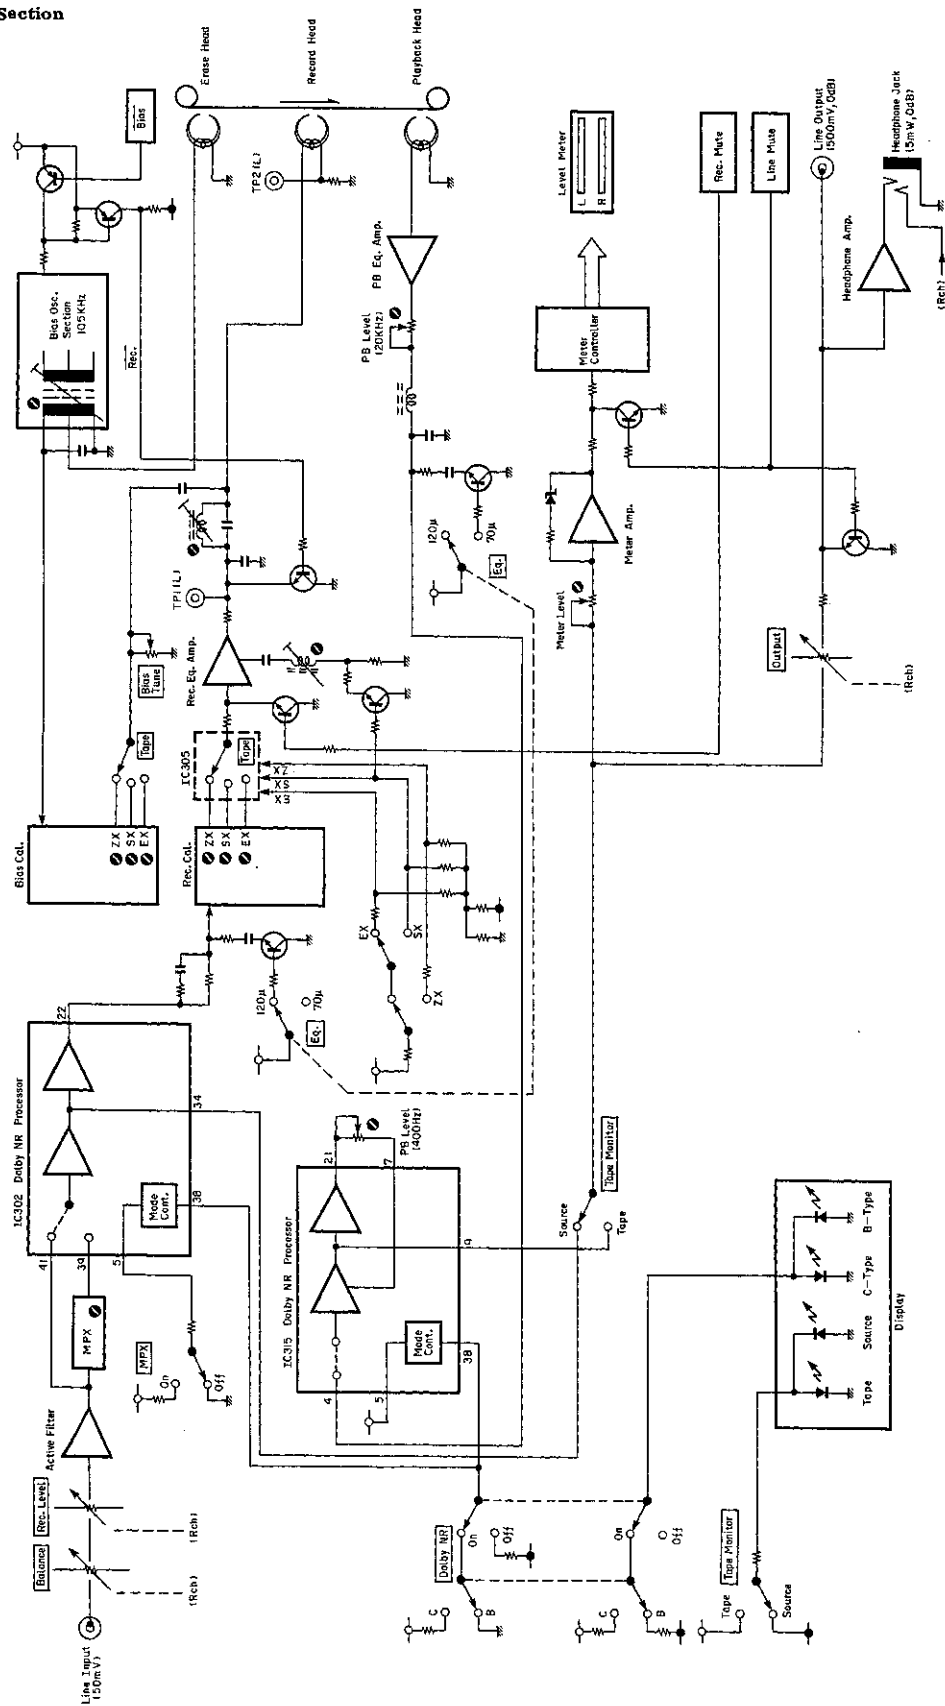 Section
Erase Head
Record Head
Playback Head
Bias
TP2 (L)
Bias Osc.
Section
105KHz
Rec.
PB Eq. Amp.
PB Level
(20KHz)
Level Meter
L
R
Meter
Controller
Rec. Mute
Line Mute
Line Output
(500mV, 0dB)
Headphone Jack
(5mW, 0dB)
Headphone Amp.
(Rch)
TP1 (L)
Bias
Tune
Rec. Eq. Amp.
120μ
70μ
Eq.
Meter Amp.
Meter Level
Output
(Rch)
Bias Cal.
ZX
SX
EX
Tape
IC305
Tape
Rec. Cal.
ZX
SX
EX
ZX
SX
EX
EX
SX
ZX
120μ
70μ
Eq.
IC302 Dolby NR Processor
22
34
38
41
39
5
Mode
Cont.
MPX
MPX
On
Off
Active Filter
Rec. Level
(Rch)
Balance
(Rch)
Line Input
(50mV)
IC315 Dolby NR Processor
21
17
9
38
4
5
Mode
Cont.
PB Level
(400Hz)
Source
Tape
Tape Monitor
Dolby NR
On
Off
C
B
On
Off
C
B
Tape Monitor
Tape
Source
Tape
Source
C-Type
B-Type
Display